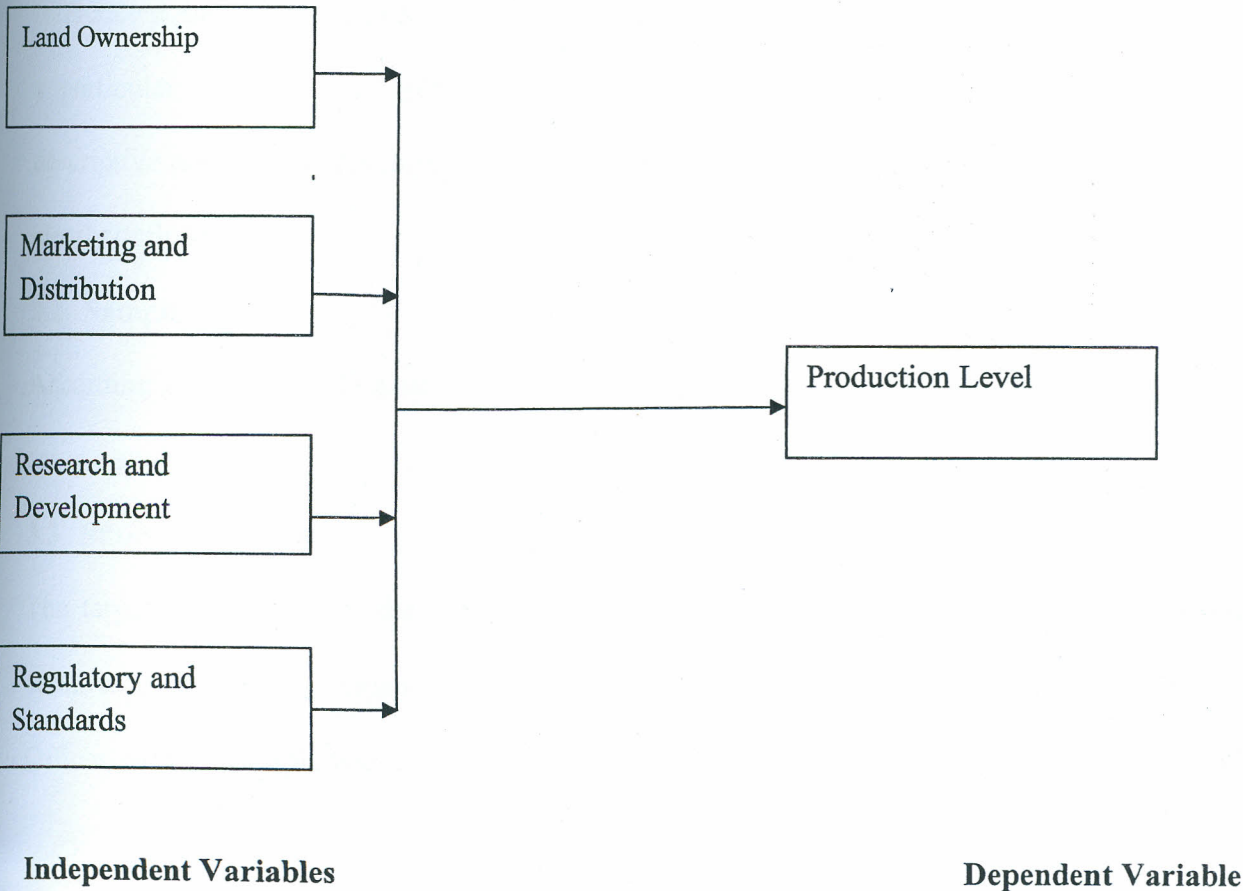 Land Ownership
Marketing and
Distribution
Production Level
Research and
Development
Regulatory and
Standards
Independent Variables
Dependent Variable